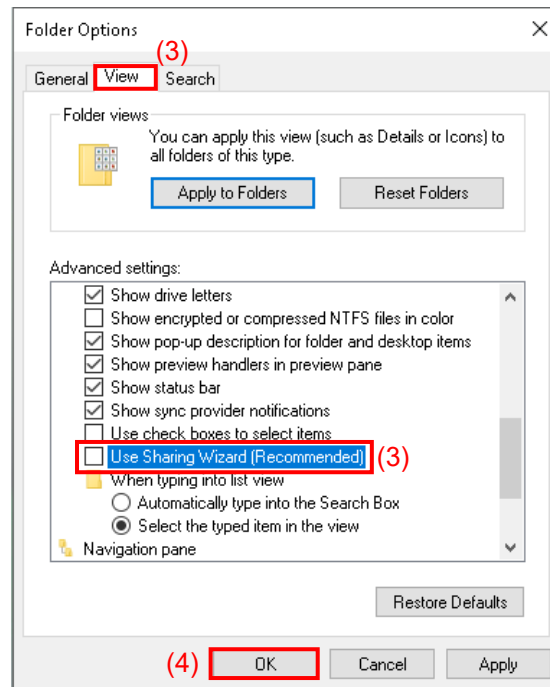 Folder Options
(3)
General View Search
Folder views
You can apply this view (such as Details or Icons) to
all folders of this type.
Apply to Folders Reset Folders
Advanced settings:
Show drive letters
Show encrypted or compressed NTFS files in color
Show pop-up description for folder and desktop items
Show preview handlers in preview pane
Show status bar
Show sync provider notifications
Use check boxes to select items
Use Sharing Wizard (Recommended) (3)
When typing into list view
Automatically type into the Search Box
Select the typed item in the view
Navigation pane
Restore Defaults
(4) OK Cancel Apply